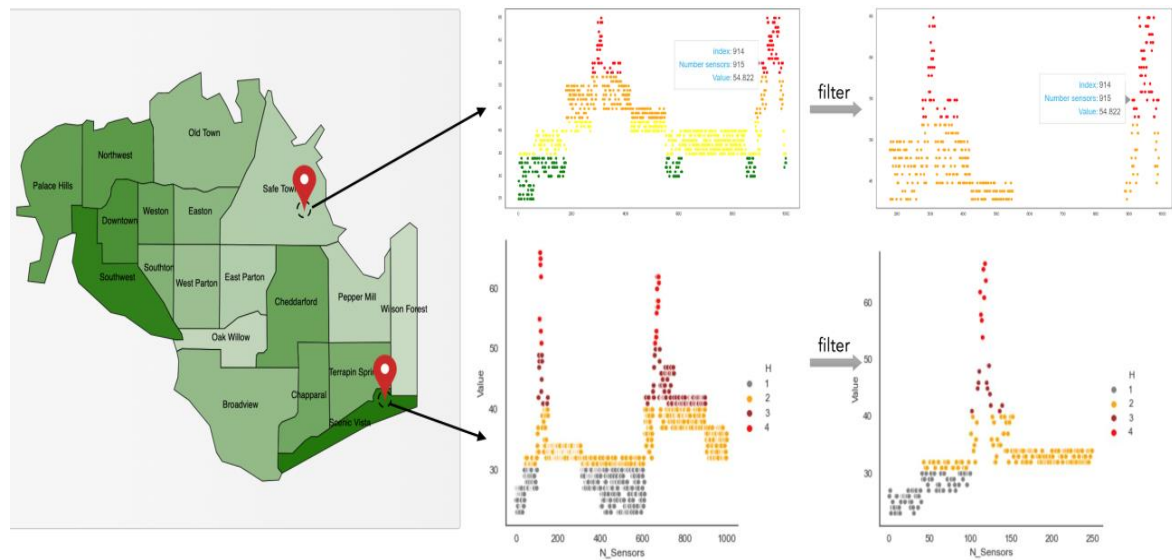 Old Town
Northwest
Palace Hills
Safe Town
Downtown
Weston
Easton
Southton
Southwest
West Parton
East Parton
Cheddarford
Pepper Mill
Wilson Forest
Oak Willow
Terrapin Sprin
Chapparal
Broadview
Scenic Vista
Index: 914
Number sensors: 915
Value: 54.822
filter
Index: 914
Number sensors: 915
Value: 54.822
Value
60
50
40
30
0 200 400 600 800 1000
N_Sensors
H
1
2
3
4
filter
Value
60
50
40
30
0 50 100 150 200 250
N_Sensors
H
1
2
3
4